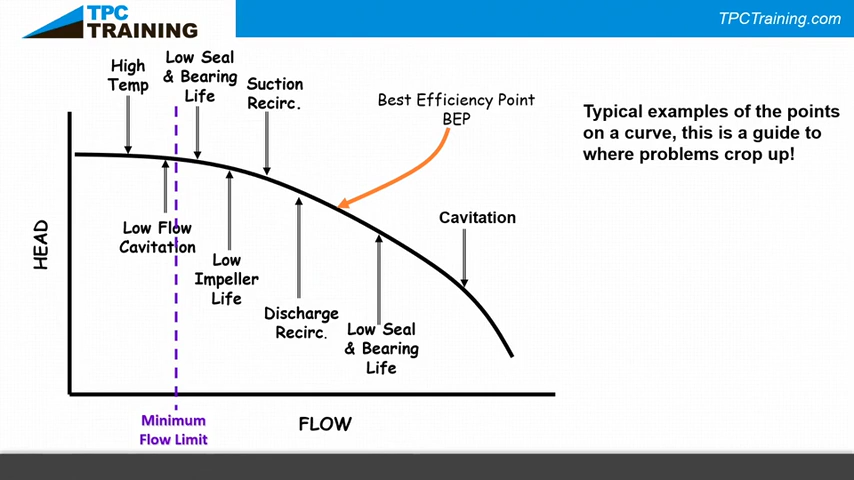 TPC
TRAINING
TPCTraining.com
High
Temp
Low Seal
& Bearing
Life
Suction
Recirc.
Best Efficiency Point
BEP
Typical examples of the points
on a curve, this is a guide to
where problems crop up!
Low Flow
Cavitation
Low
Impeller
Life
Discharge
Recirc.
Low Seal
& Bearing
Life
Cavitation
HEAD
Minimum
Flow Limit
FLOW